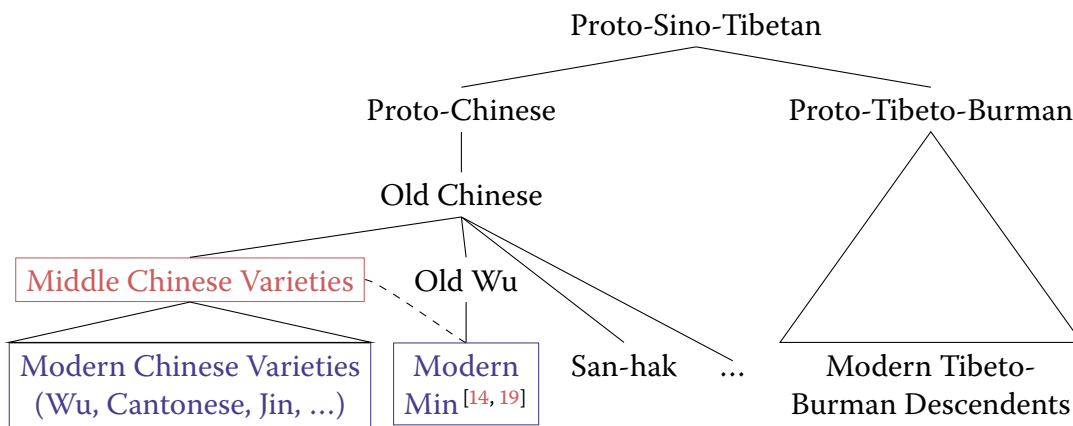 Proto-Sino-Tibetan
Proto-Chinese
Proto-Tibeto-Burman
Old Chinese
Middle Chinese Varieties
Old Wu
Modern Chinese Varieties
(Wu, Cantonese, Jin, ...)
Modern
Min [14, 19]
San-hak
...
Modern Tibeto-
Burman Descendents